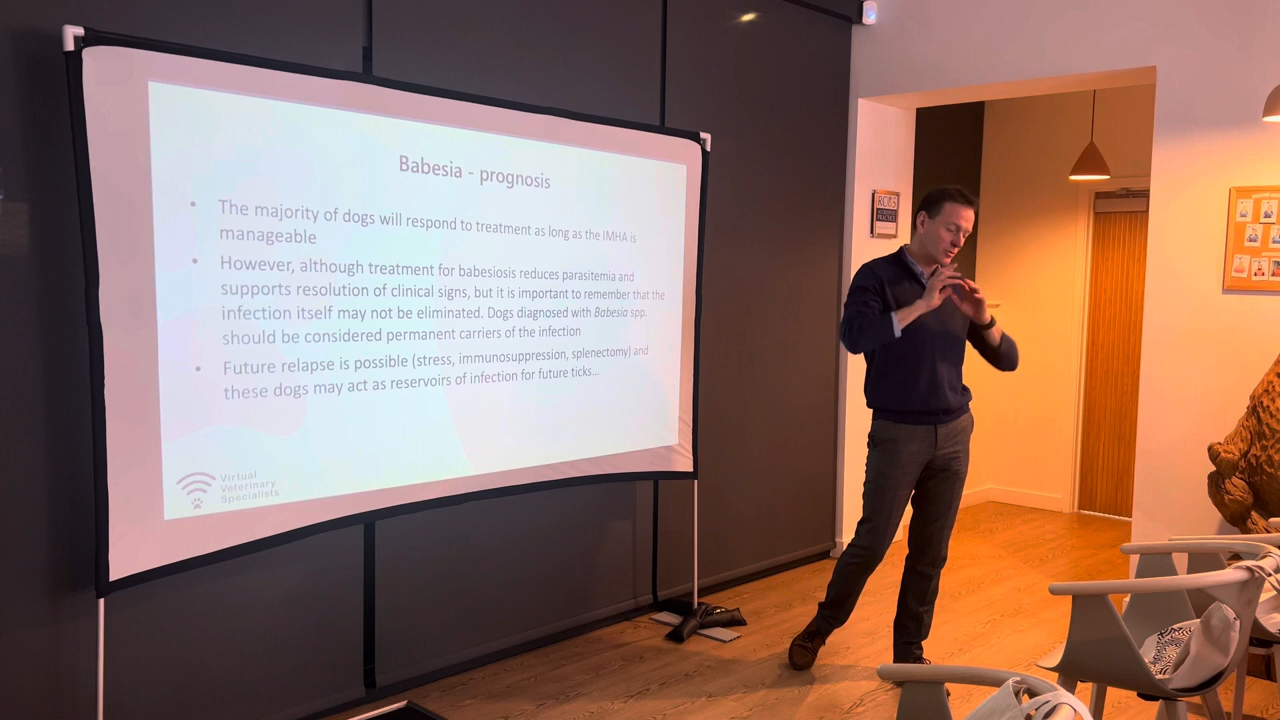 Babesia - prognosis
• The majority of dogs will respond to treatment as long as the IMHA is
manageable
• However, although treatment for babesiosis reduces parasitemia and
supports resolution of clinical signs, but it is important to remember that the
infection itself may not be eliminated. Dogs diagnosed with Babesia spp.
should be considered permanent carriers of the infection
• Future relapse is possible (stress, immunosuppression, splenectomy) and
these dogs may act as reservoirs of infection for future ticks...
Virtual
Veterinary
Specialists
RCVS
ACCREDITED
PRACTICE